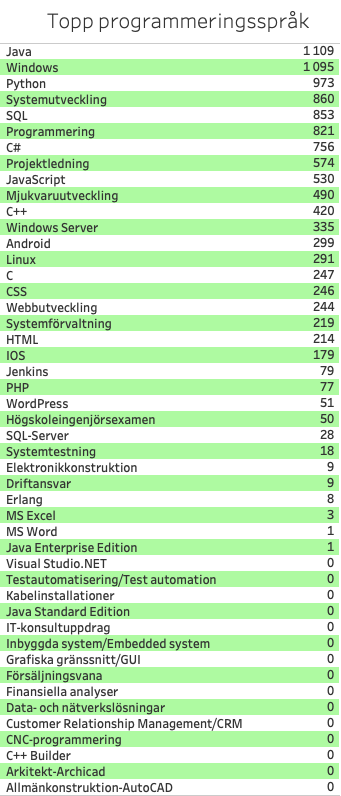 Topp programmeringsspråk
Java 1 109
Windows 1 095
Python 973
Systemutveckling 860
SQL 853
Programmering 821
C# 756
Projektledning 574
JavaScript 530
Mjukvaruutveckling 490
C++ 420
Windows Server 335
Android 299
Linux 291
C 247
CSS 246
Webbutveckling 244
Systemförvaltning 219
HTML 214
IOS 179
Jenkins 79
PHP 77
WordPress 51
Högskoleingenjörsexamen 50
SQL-Server 28
Systemtestning 18
Elektronikkonstruktion 9
Driftansvar 9
Erlang 8
MS Excel 3
MS Word 1
Java Enterprise Edition 1
Visual Studio.NET 0
Testautomatisering/Test automation 0
Kabelinstallationer 0
Java Standard Edition 0
IT-konsultuppdrag 0
Inbyggda system/Embedded system 0
Grafiska gränssnitt/GUI 0
Försäljningsvana 0
Finansiella analyser 0
Data- och nätverkslösningar 0
Customer Relationship Management/CRM 0
CNC-programmering 0
C++ Builder 0
Arkitekt-Archicad 0
Allmänkonstruktion-AutoCAD 0